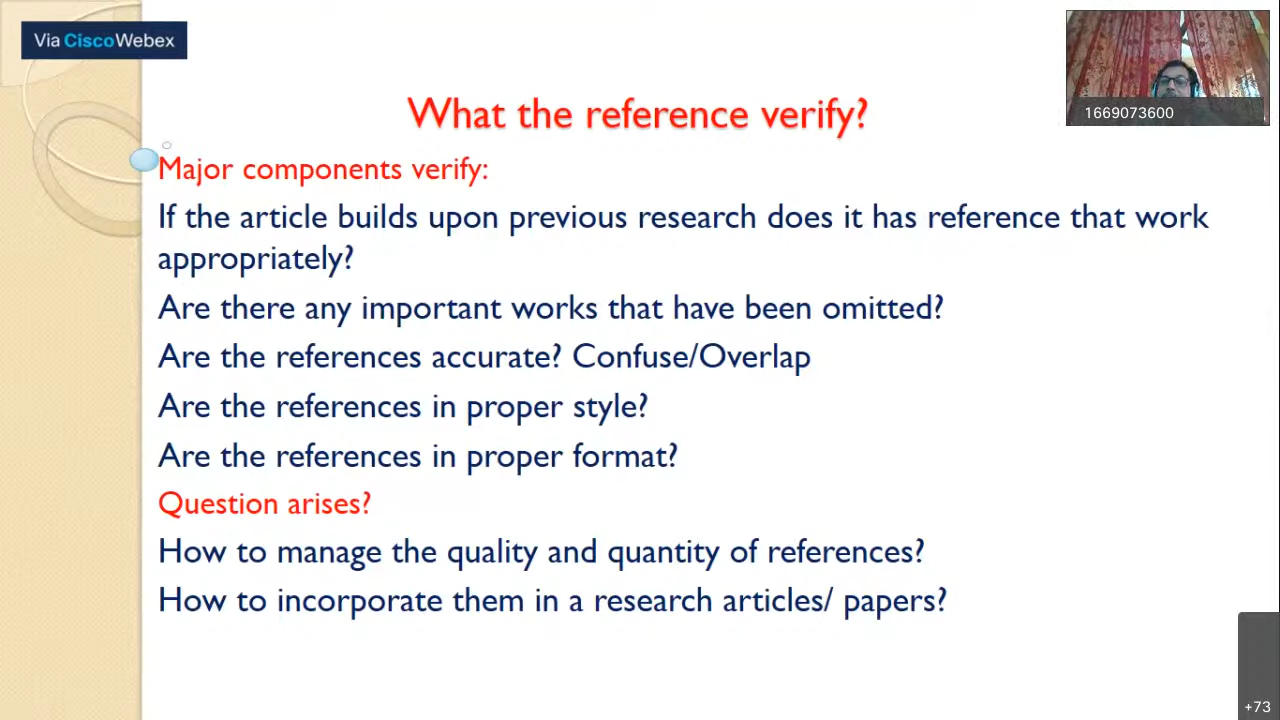 Via CiscoWebex
1669073600
What the reference verify?
Major components verify:
If the article builds upon previous research does it has reference that work
appropriately?
Are there any important works that have been omitted?
Are the references accurate? Confuse/Overlap
Are the references in proper style?
Are the references in proper format?
Question arises?
How to manage the quality and quantity of references?
How to incorporate them in a research articles/ papers?
+73